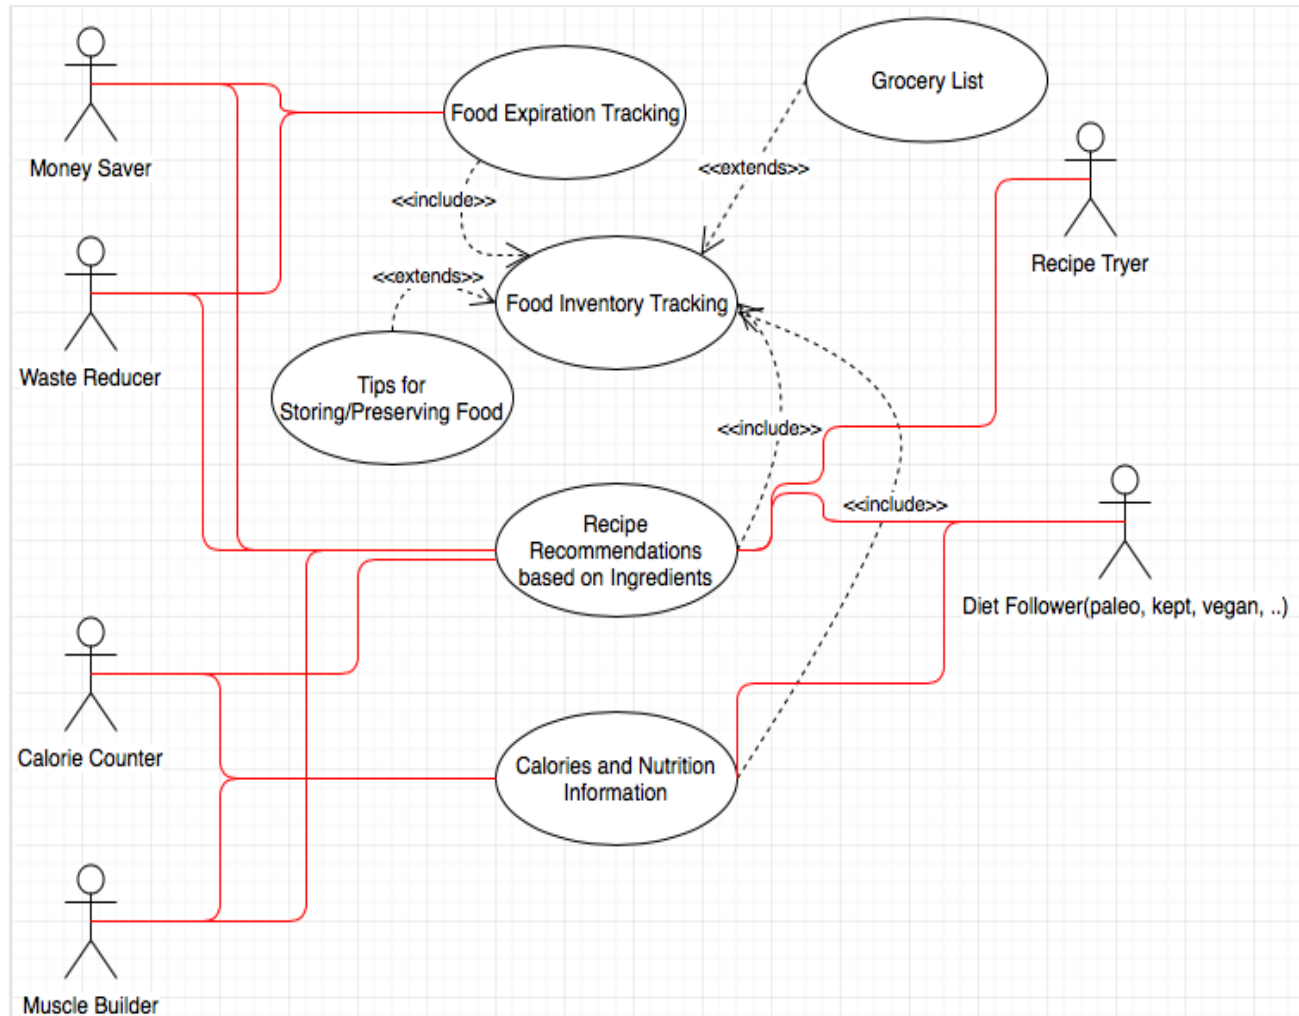 Grocery List
Food Expiration Tracking
<<extends>>
Money Saver
<<include>>
Recipe Tryer
<<extends>>
Food Inventory Tracking
Waste Reducer
Tips for
Storing/Preserving Food
<<include>>
<<include>>
Recipe
Recommendations
based on Ingredients
Diet Follower(paleo, kept, vegan, ..)
Calorie Counter
Calories and Nutrition
Information
Muscle Builder